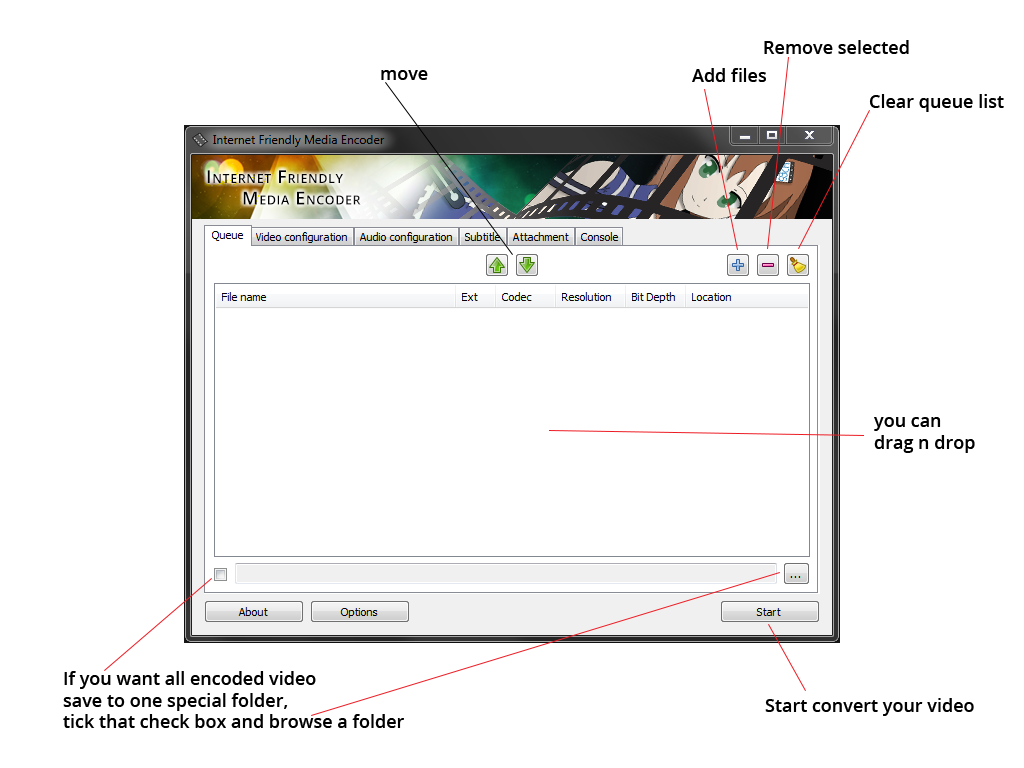 Remove selected
Add files
move
Clear queue list
Internet Friendly Media Encoder
INTERNET FRIENDLY
MEDIA ENCODER
Queue Video configuration Audio configuration Subtitle Attachment Console
File name Ext Codec Resolution Bit Depth Location
you can
drag n drop
...
About Options Start
If you want all encoded video
save to one special folder,
tick that check box and browse a folder
Start convert your video